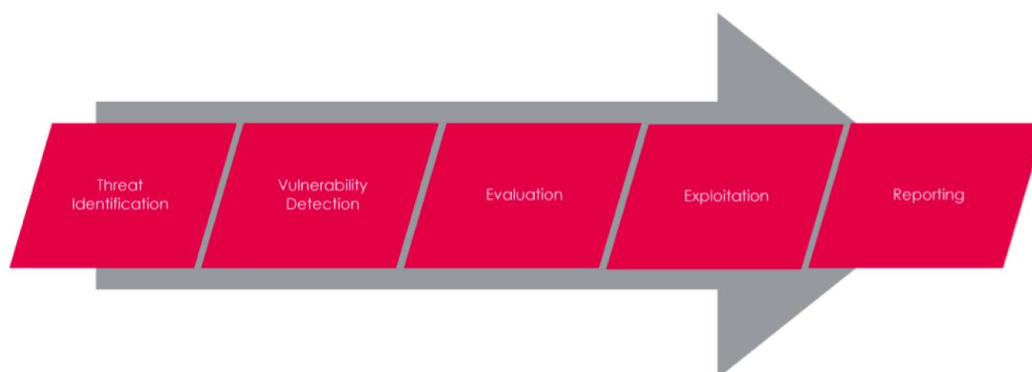 Threat
Identification
Vulnerability
Detection
Evaluation
Exploitation
Reporting